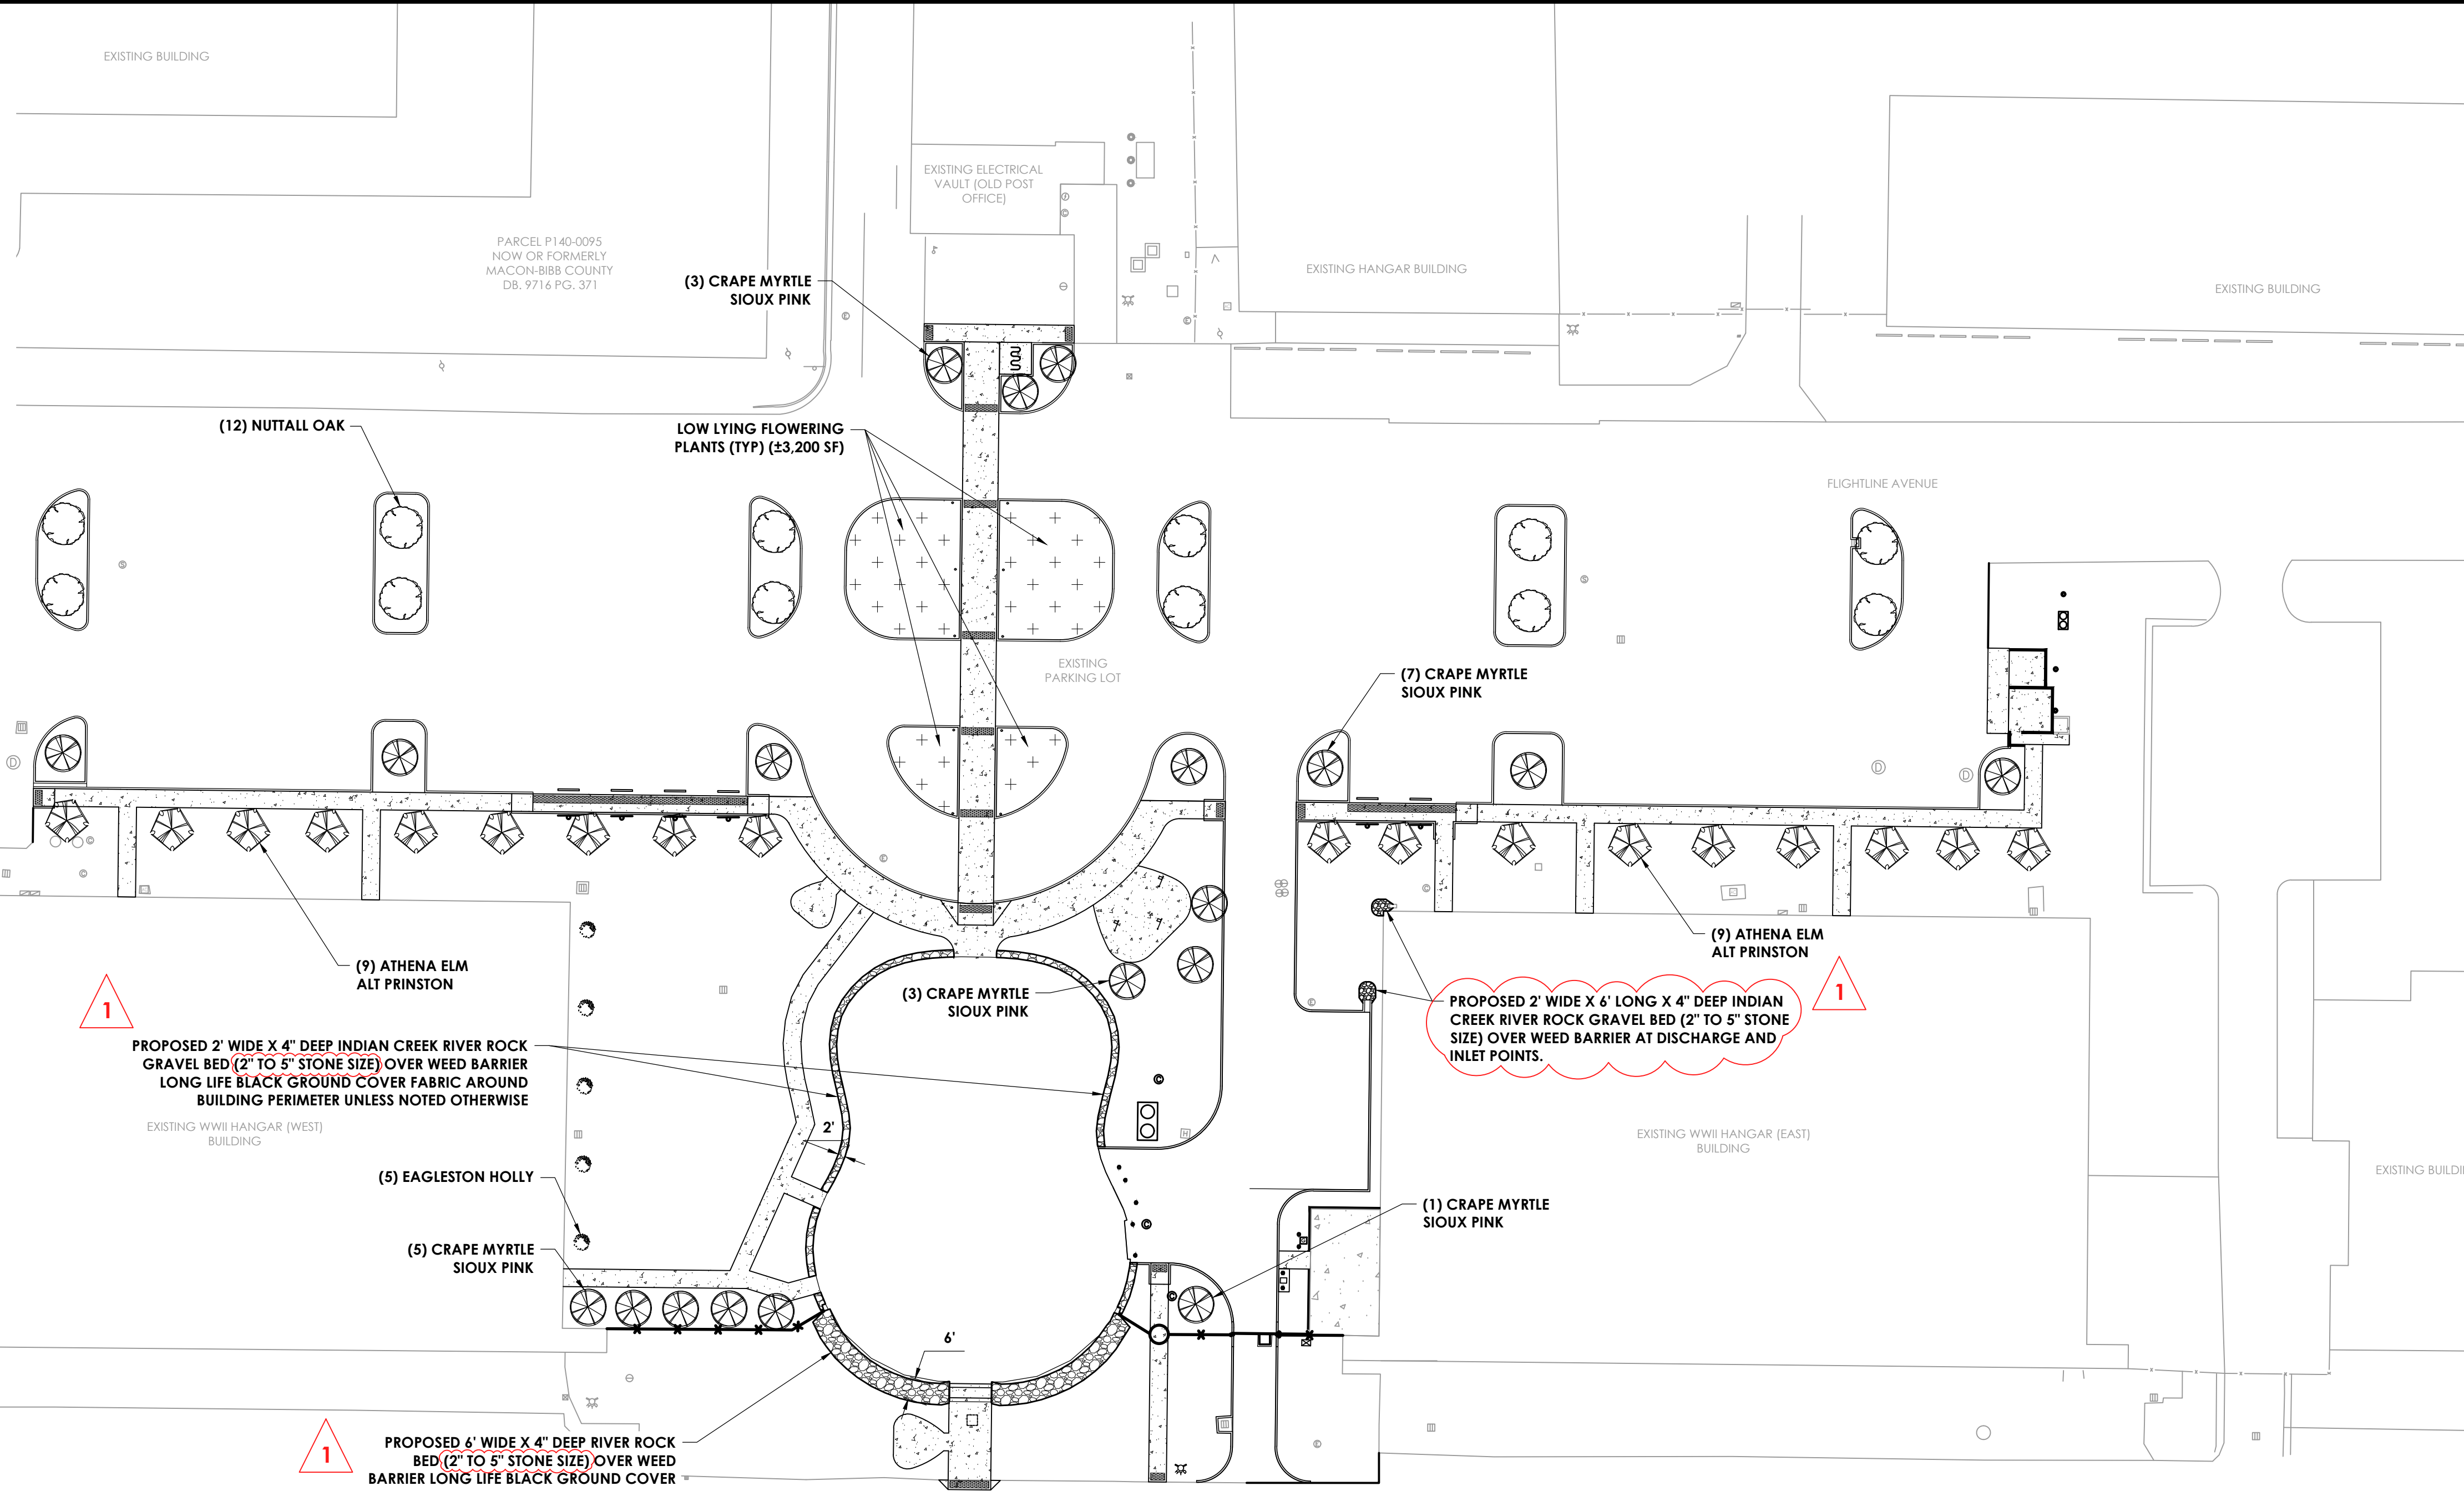 EXISTING BUILDING
EXISTING ELECTRICAL
VAULT (OLD POST
OFFICE)
PARCEL P140-0095
NOW OR FORMERLY
MACON-BIBB COUNTY
DB. 9716 PG. 371
(3) CRAPE MYRTLE
SIOUX PINK
EXISTING HANGAR BUILDING
EXISTING BUILDING
(12) NUTTALL OAK
LOW LYING FLOWERING
PLANTS (TYP) (±3,200 SF)
FLIGHTLINE AVENUE
EXISTING
PARKING LOT
(7) CRAPE MYRTLE
SIOUX PINK
(9) ATHENA ELM
ALT PRINSTON
(9) ATHENA ELM
ALT PRINSTON
(3) CRAPE MYRTLE
SIOUX PINK
1
1
PROPOSED 2' WIDE X 6' LONG X 4" DEEP INDIAN
CREEK RIVER ROCK GRAVEL BED (2" TO 5" STONE
SIZE) OVER WEED BARRIER AT DISCHARGE AND
INLET POINTS.
PROPOSED 2' WIDE X 4" DEEP INDIAN CREEK RIVER ROCK
GRAVEL BED (2" TO 5" STONE SIZE) OVER WEED BARRIER
LONG LIFE BLACK GROUND COVER FABRIC AROUND
BUILDING PERIMETER UNLESS NOTED OTHERWISE
EXISTING WWII HANGAR (WEST)
BUILDING
2'
EXISTING WWII HANGAR (EAST)
BUILDING
(5) EAGLESTON HOLLY
(1) CRAPE MYRTLE
SIOUX PINK
(5) CRAPE MYRTLE
SIOUX PINK
6'
1
PROPOSED 6' WIDE X 4" DEEP RIVER ROCK
BED (2" TO 5" STONE SIZE) OVER WEED
BARRIER LONG LIFE BLACK GROUND COVER